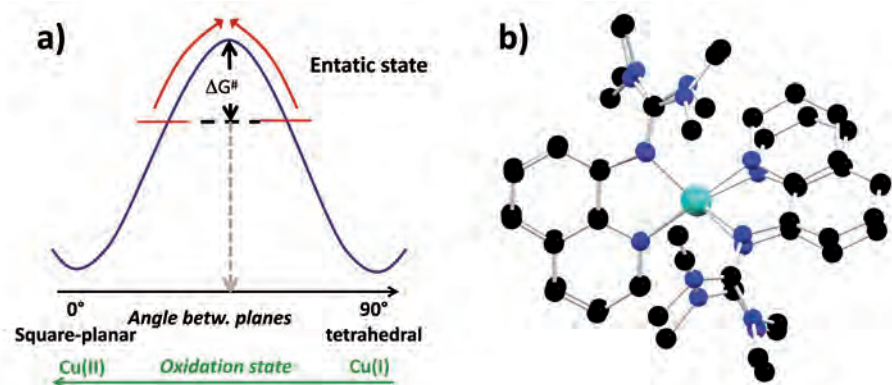 a)
Entatic state
ΔG#
0°
Angle betw. planes
90°
Square-planar
tetrahedral
Cu(II)
Oxidation state
Cu(I)
b)